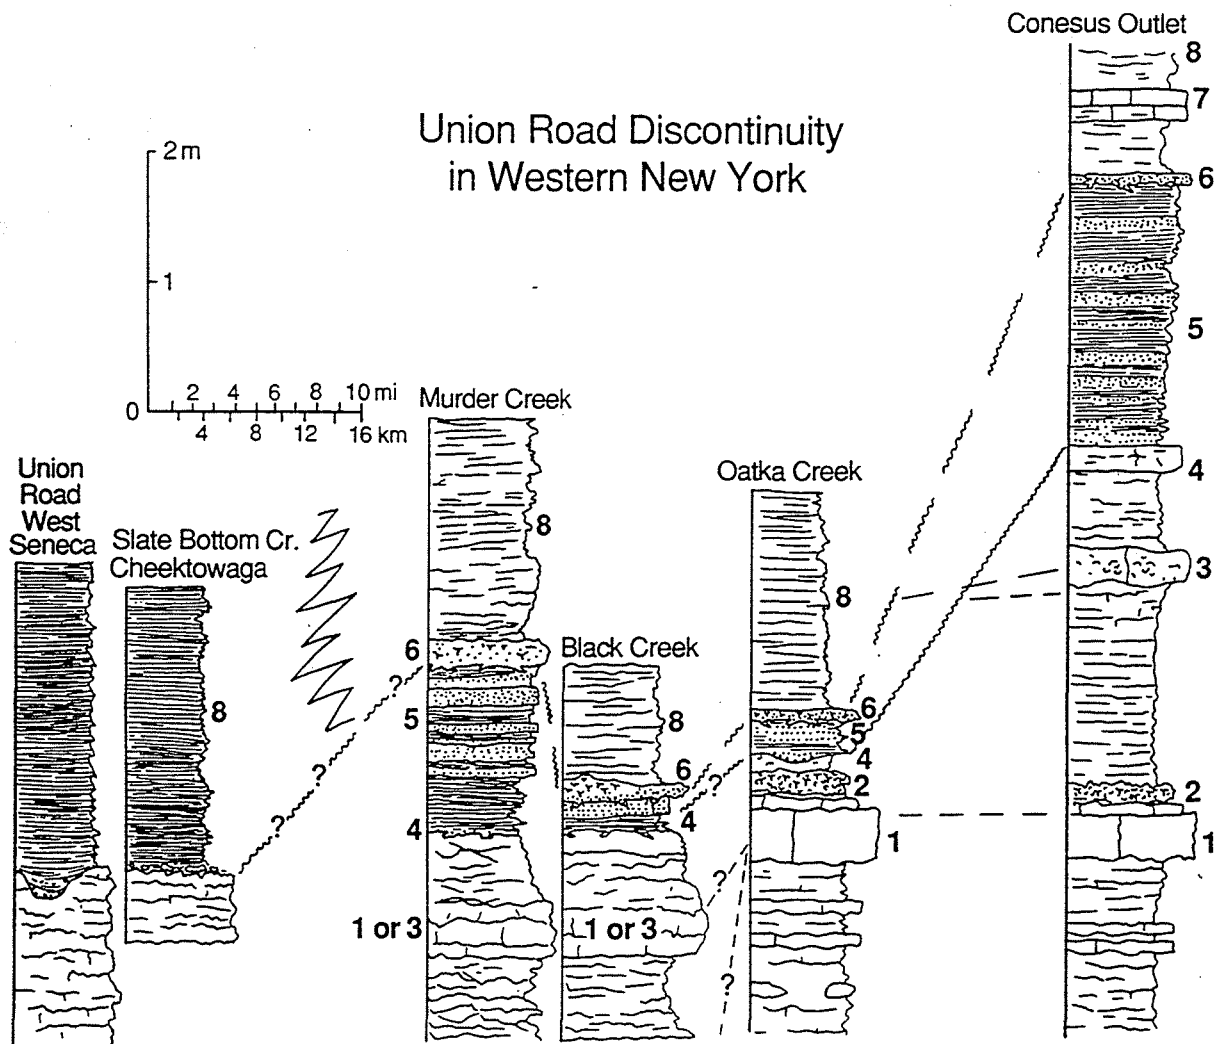 Conesus Outlet
8
7
6
5
4
3
2
1
Union Road Discontinuity
in Western New York
2 m
1
0
2 4 6 8 10 mi
4 8 12 16 km
Union
Road
West
Seneca
Slate Bottom Cr.
Cheektowaga
8
?
?
?
Murder Creek
8
6
5
4
1 or 3
Black Creek
8
6
4
1 or 3
?
?
?
Oatka Creek
8
6
5
4
2
1